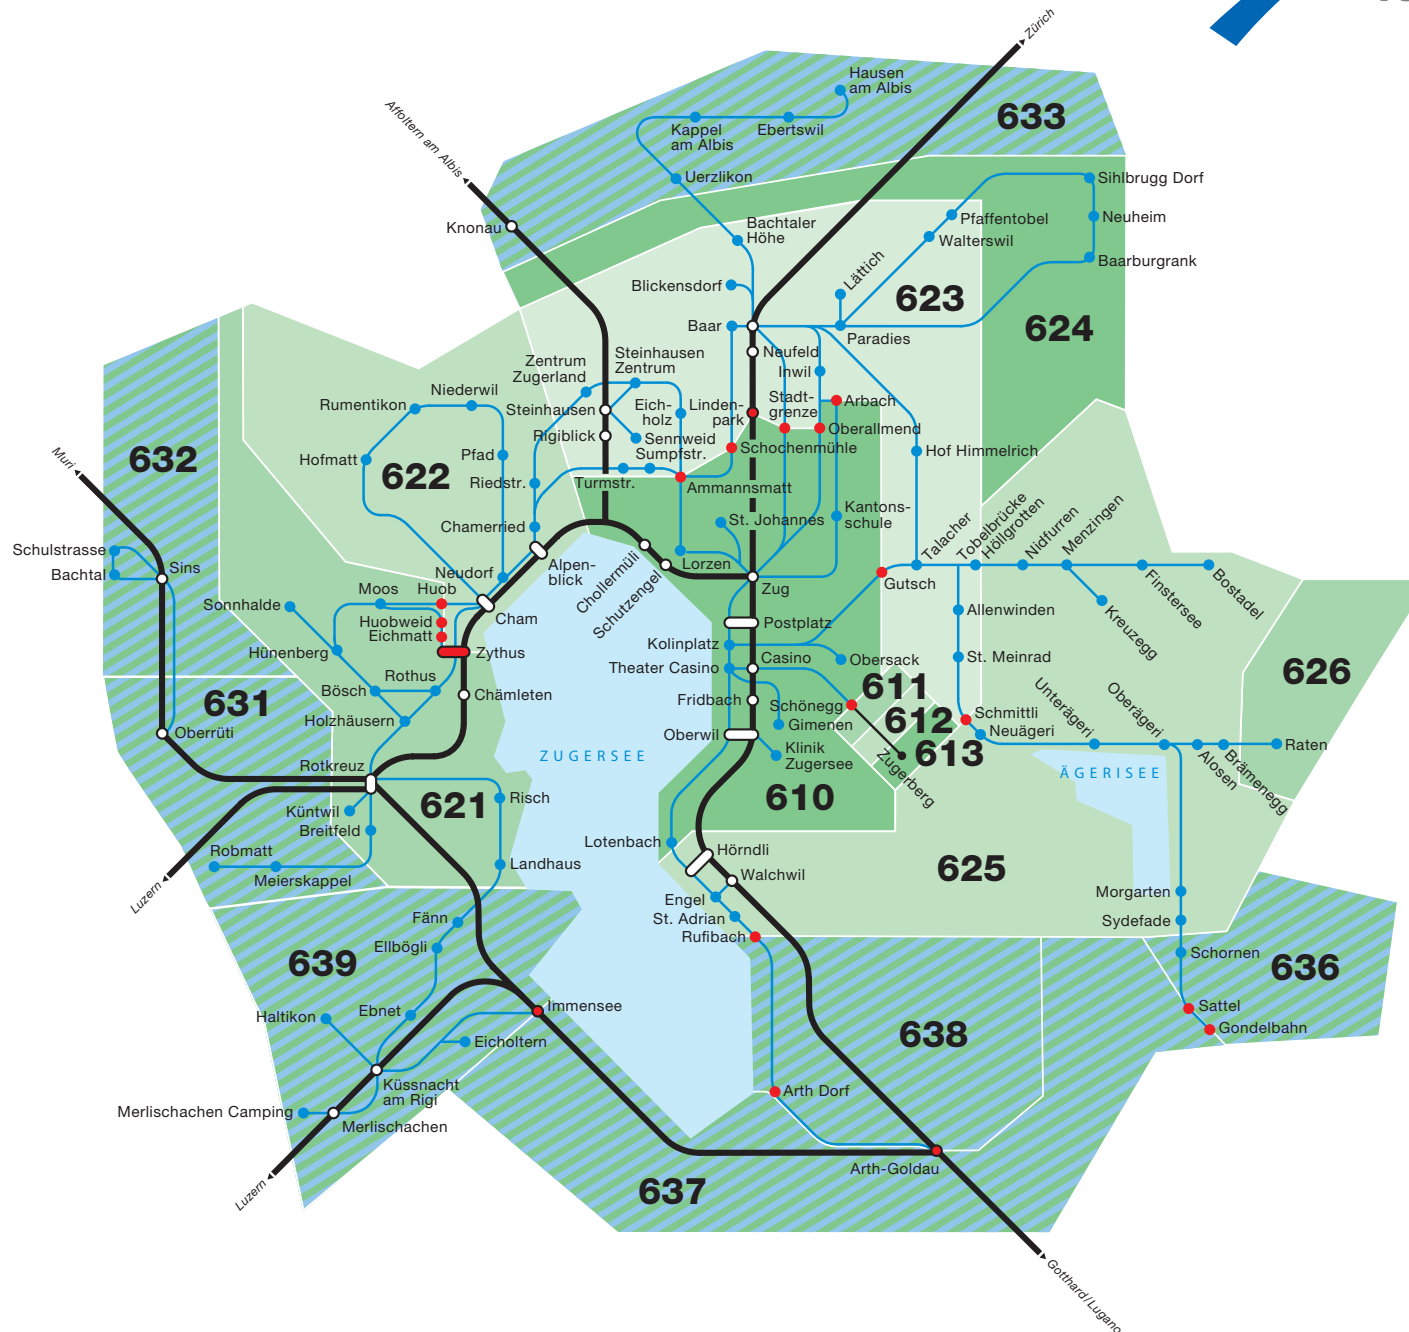 Zürich
Hausen
am Albis
633
Kappel
am Albis
Ebertswil
Affoltern am Albis
Uerzlikon
Sihlbrugg Dorf
Knonau
Bachtaler
Höhe
Pfaffentobel
Neuheim
Walterswil
Baarburgrank
Lättich
Blickensdorf
623
Baar
624
Paradies
Neufeld
Steinhausen
Zentrum
Zentrum
Zugerland
Inwil
Niederwil
Rumentikon
Steinhausen
Eich-
holz
Linden-
park
Stadt-
grenze
Arbach
Oberallmend
Rigiblick
Sennweid
Sumpfstr.
Schochenmühle
Hof Himmelrich
Muri
632
Hofmatt
622
Pfad
Riedstr.
Turmstr.
Ammannsmatt
Kantons-
schule
St. Johannes
Chamerried
Talacher
Tobelbrücke
Höllgrotten
Nidfurren
Menzingen
Schulstrasse
Bachtal
Sins
Neudorf
Alpen-
blick
Chollermüli
Schutzengel
Lorzen
Zug
Gutsch
Finstersee
Bostadel
Kreuzegg
Moos
Huob
Sonnhalde
Huobweid
Eichmatt
Cham
Allenwinden
Postplatz
Hünenberg
Zythus
Kolinplatz
Theater Casino
Casino
Obersack
St. Meinrad
626
Rothus
Bösch
Chämleten
631
Fridbach
Schönegg
611
612
613
Holzhäusern
Oberrüti
Gimenen
Oberwil
Schmittli
Neuägeri
Unterägeri
Oberägeri
Raten
Alosen
Brämenegg
ZUGERSEE
Klinik
Zugersee
Zugerberg
ÄGERISEE
Rotkreuz
610
Risch
621
Küntwil
Breitfeld
Robmatt
Meierskappel
Landhaus
Lotenbach
Hörndli
Walchwil
625
Luzern
Engel
St. Adrian
Rufibach
Morgarten
Sydefade
Fänn
Ellbögli
Schornen
639
636
Ebnet
Haltikon
Immensee
Sattel
Gondelbahn
Eicholtern
638
Küssnacht
am Rigi
Arth Dorf
Merlischachen Camping
Merlischachen
Arth-Goldau
Luzern
637
Gotthard/Lugano